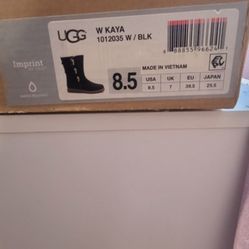 UGG
W KAYA
1012035 W / BLK
Imprint
MADE IN VIETNAM
8.5
USA UK EU JAPAN
8.5 7 39.5 25.5